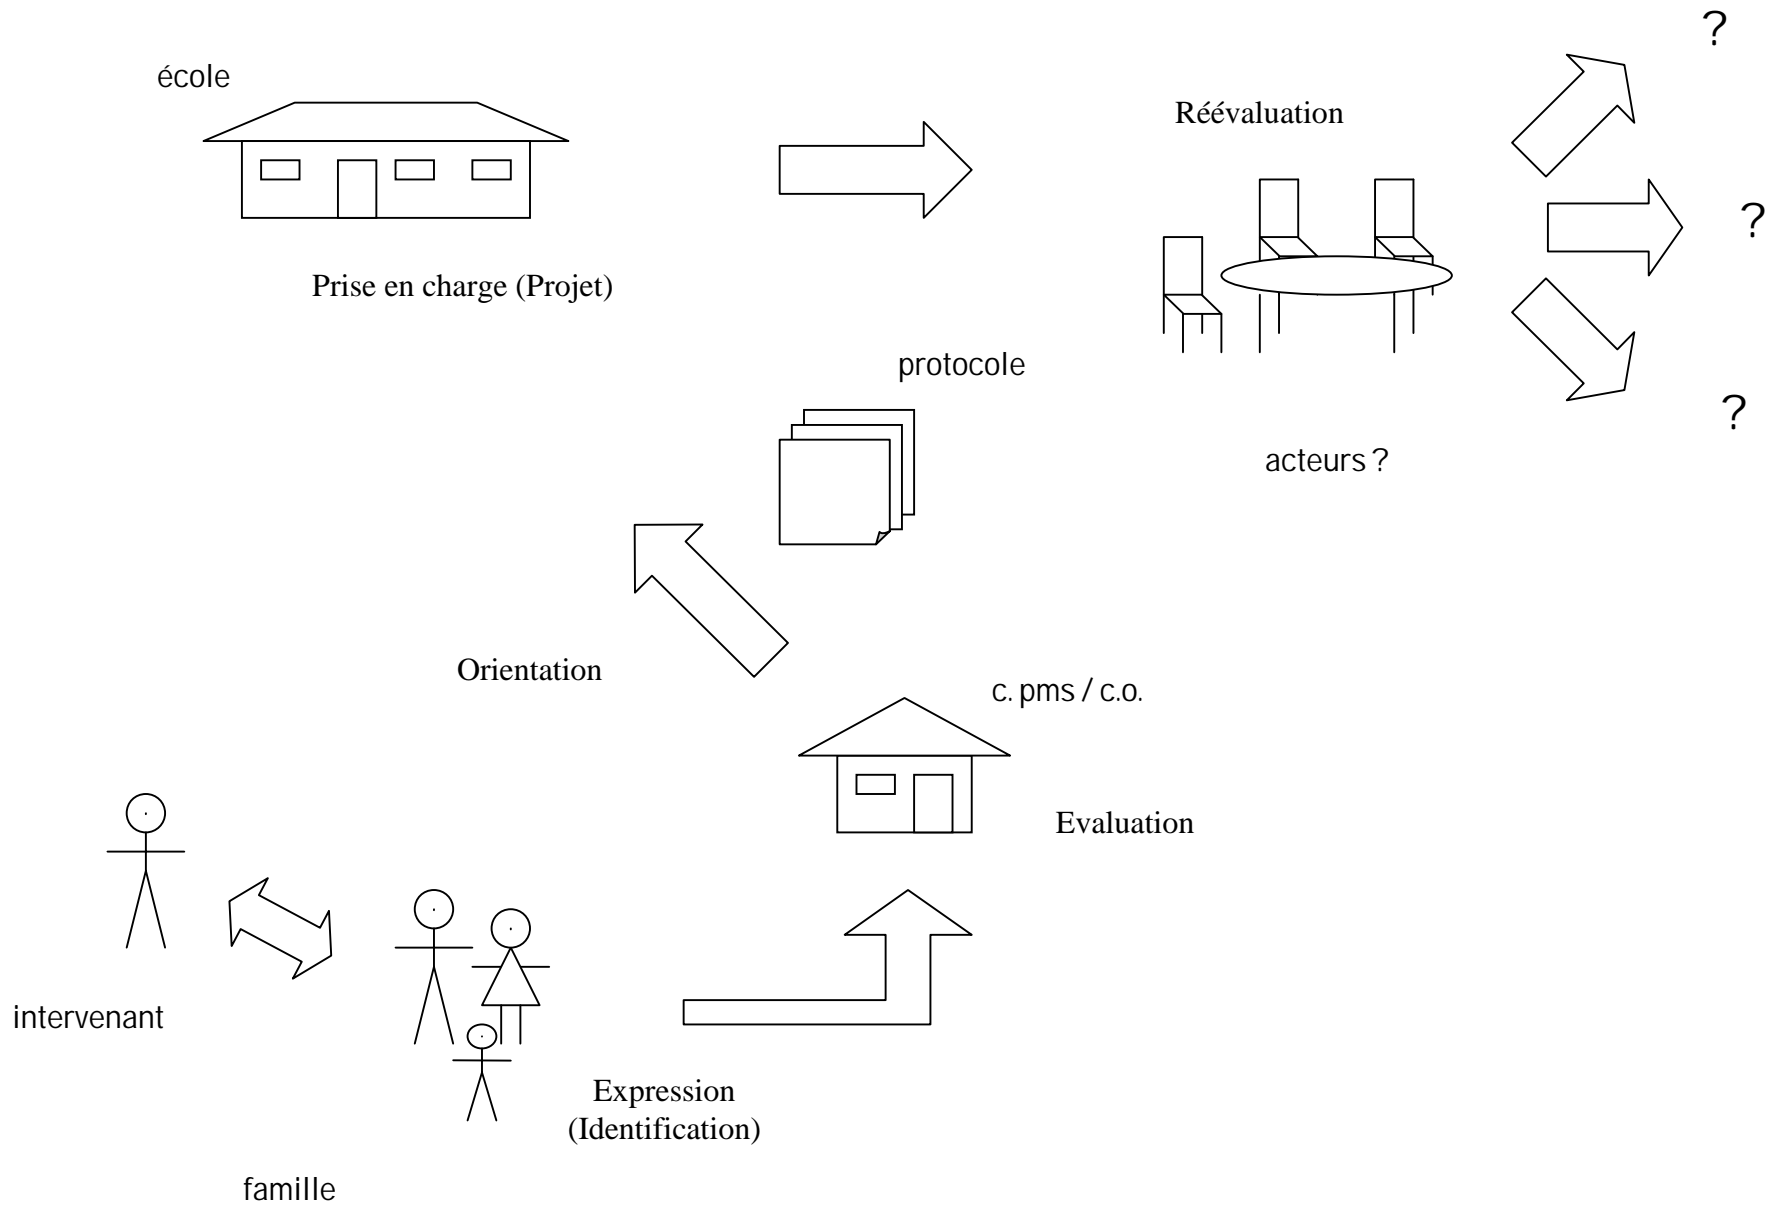 ?
école
Réévaluation
?
Prise en charge (Projet)
protocole
?
acteurs ?
Orientation
c. pms / c.o.
Evaluation
intervenant
Expression
(Identification)
famille